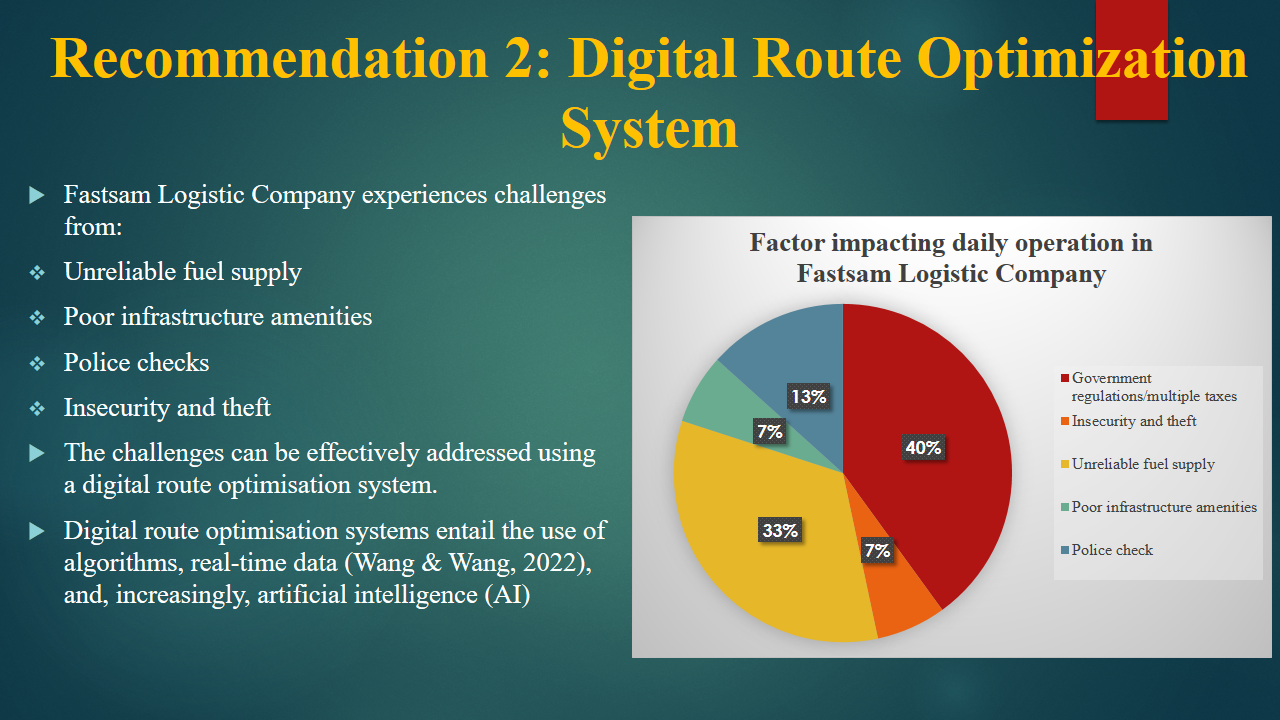 Recommendation 2: Digital Route Optimization
System
Fastsam Logistic Company experiences challenges
from:
Unreliable fuel supply
Poor infrastructure amenities
Police checks
Insecurity and theft
The challenges can be effectively addressed using
a digital route optimisation system.
Digital route optimisation systems entail the use of
algorithms, real-time data (Wang & Wang, 2022),
and, increasingly, artificial intelligence (AI)
Factor impacting daily operation in
Fastsam Logistic Company
13%
7%
40%
33%
7%
Government
regulations/multiple taxes
Insecurity and theft
Unreliable fuel supply
Poor infrastructure amenities
Police check